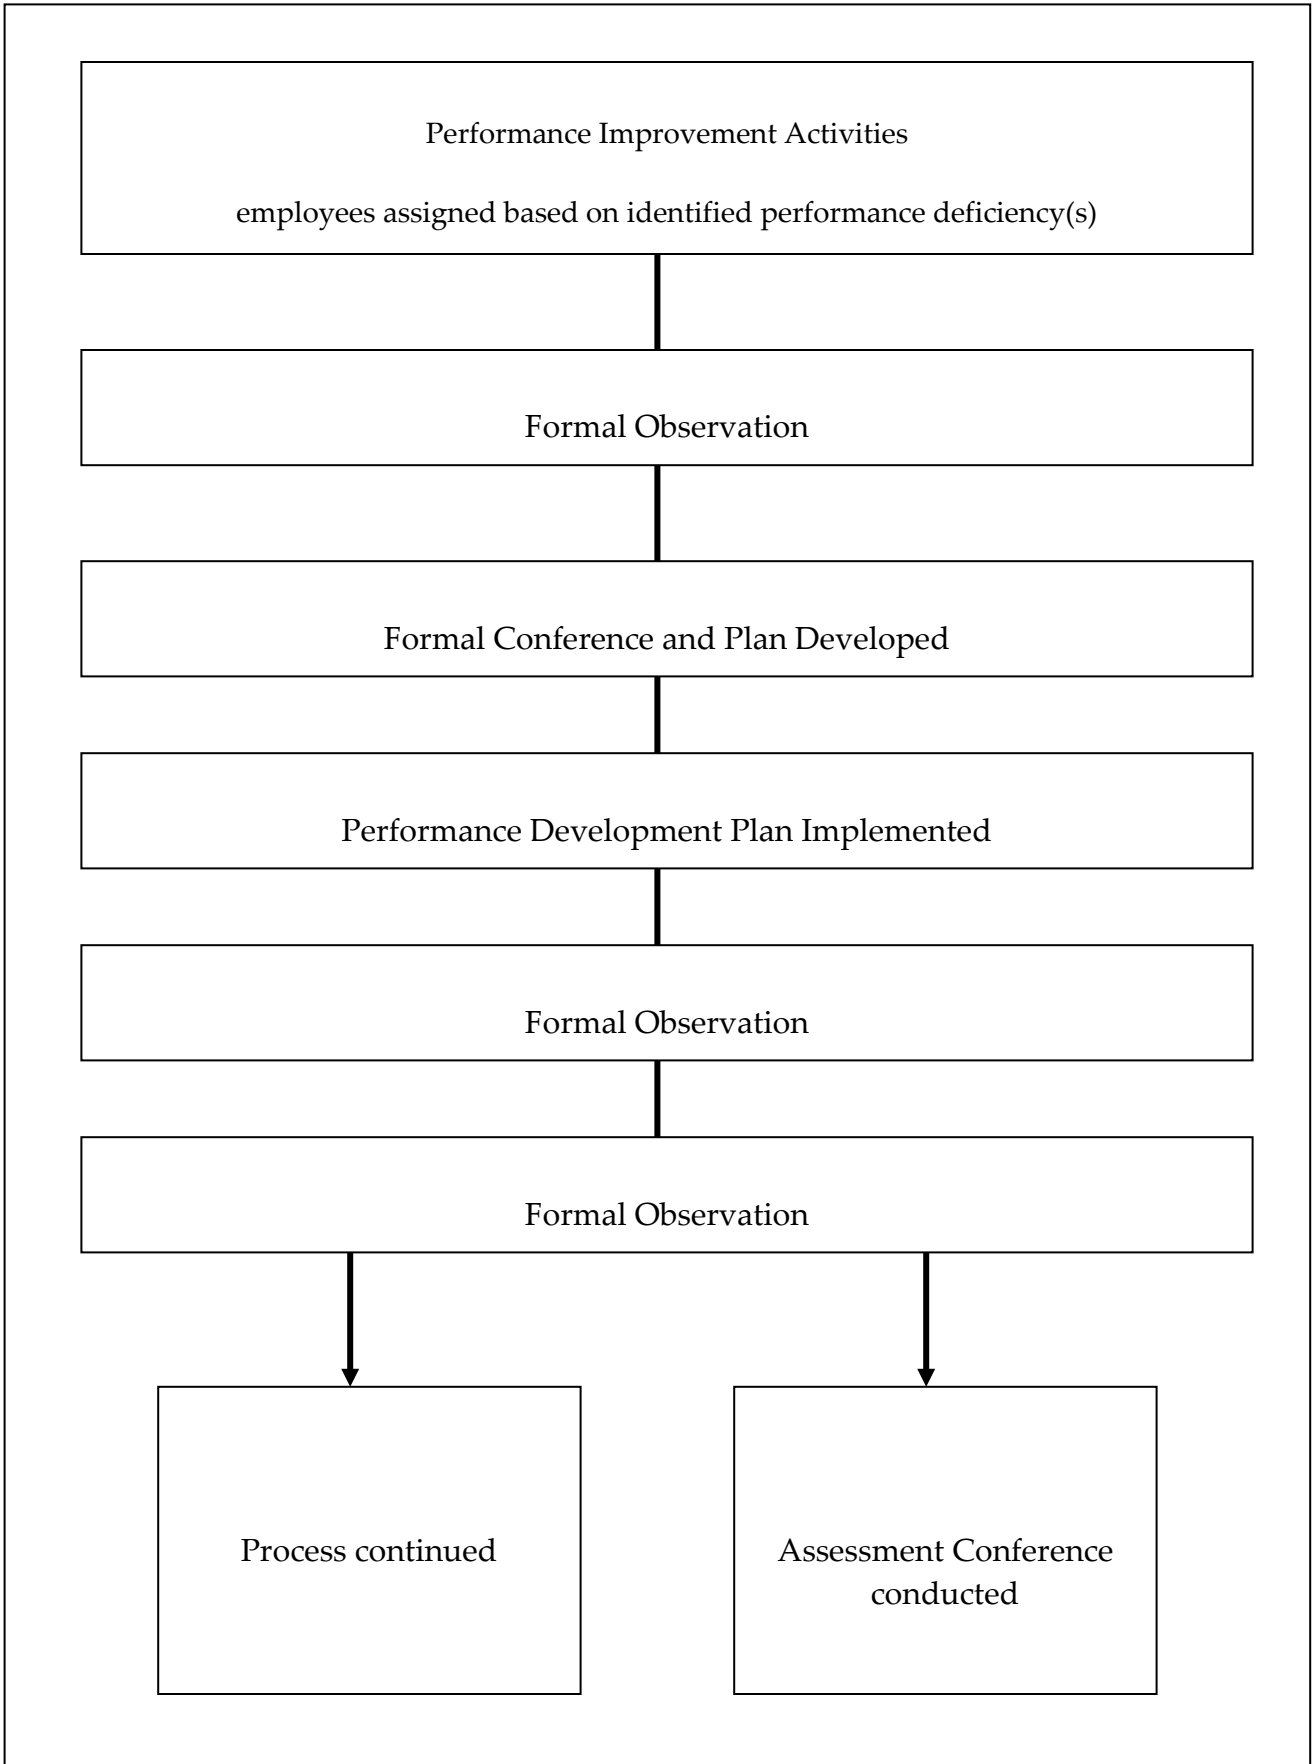 Performance Improvement Activities
employees assigned based on identified performance deficiency(s)
Formal Observation
Formal Conference and Plan Developed
Performance Development Plan Implemented
Formal Observation
Formal Observation
Process continued
Assessment Conference
conducted